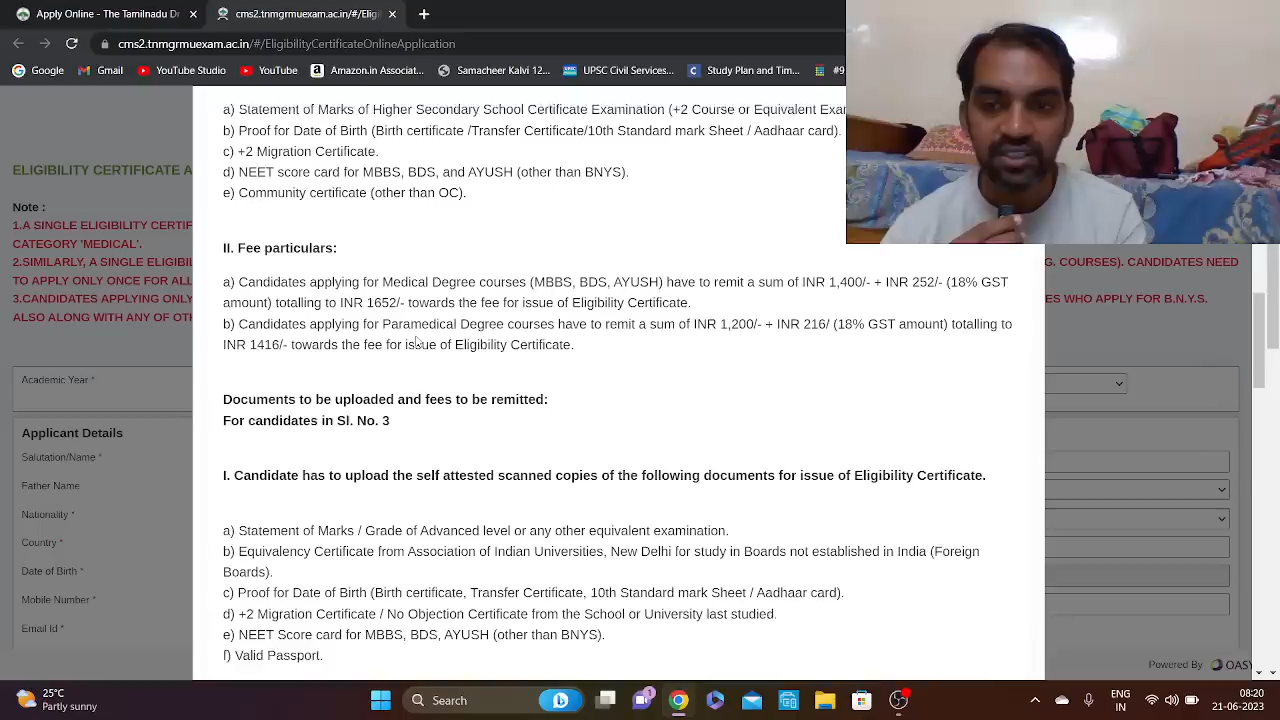 Apply On - Tamilnadu Dr
cms2.tnmgrmuexam.ac.in/#/Eligibil
cms2.tnmgrmuexam.ac.in/#/EligibilityCertificateOnlineApplication
Google
Gmail
YouTube Studio
YouTube
Amazon.in Associat
Salesmachi Kalvi 12...
UPSC Civil Services...
Current Affairs Prep
#9
a) Statement of Marks of Higher Secondary School Certificate Examination (+2 Course or Equivalent Exar
b) Proof for Date of Birth (Birth certificate /Transfer Certificate/10th Standard mark Sheet / Aadhaar card).
c) +2 Migration Certificate.
d) NEET score card for MBBS, BDS, and AYUSH (other than BNYS).
e) Community certificate (other than OC).
II. Fee particulars:
a) Candidates applying for Medical Degree courses (MBBS, BDS, AYUSH) have to remit a sum of INR 1,400/- + INR 252/- (18% GST
amount) totalling to INR 1652/- towards the fee for issue of Eligibility Certificate.
b) Candidates applying for Paramedical Degree courses have to remit a sum of INR 1,200/- + INR 216/ (18% GST amount) totalling to
INR 1416/- towards the fee for issue of Eligibility Certificate.
Documents to be uploaded and fees to be remitted:
For candidates in Sl. No. 3
I. Candidate has to upload the self attested scanned copies of the following documents for issue of Eligibility Certificate.
a) Statement of Marks / Grade of Advanced level or any other equivalent examination.
b) Equivalency Certificate from Association of Indian Universities, New Delhi for study in Boards not established in India (Foreign
Boards).
c) Proof for Date of Birth (Birth certificate, Transfer Certificate, 10th Standard mark Sheet / Aadhaar card).
d) +2 Migration Certificate / No Objection Certificate from the School or University last studied.
e) NEET Score card for MBBS, BDS, AYUSH (other than BNYS).
f) Valid Passport.
ELIGIBILITY CERTIFICATE A
Note :
1.A SINGLE ELIGIBILITY CERTIF
CATEGORY 'MEDICAL'.
2.SIMILARLY, A SINGLE ELIGIBIL
G. COURSES). CANDIDATES NEED
TO APPLY ONLY ONCE FOR ALL
3.CANDIDATES APPLYING ONLY
ES WHO APPLY FOR B.N.Y.S.
ALSO ALONG WITH ANY OF OTH
Academic Year *
Applicant Details
Salutation/Name *
Father Name
Nationality *
Country *
Date of Birth *
Mobile Number *
Email Id *
Powered By OASY
25°C
Partly sunny
Search
ENG
IN
08:20
21-06-2023